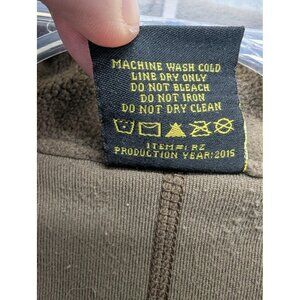 MACHINE WASH COLD
LINE DRY ONLY
DO NOT BLEACH
DO NOT IRON
DO NOT DRY CLEAN
ITEM#: RZ
PRODUCTION YEAR:2015